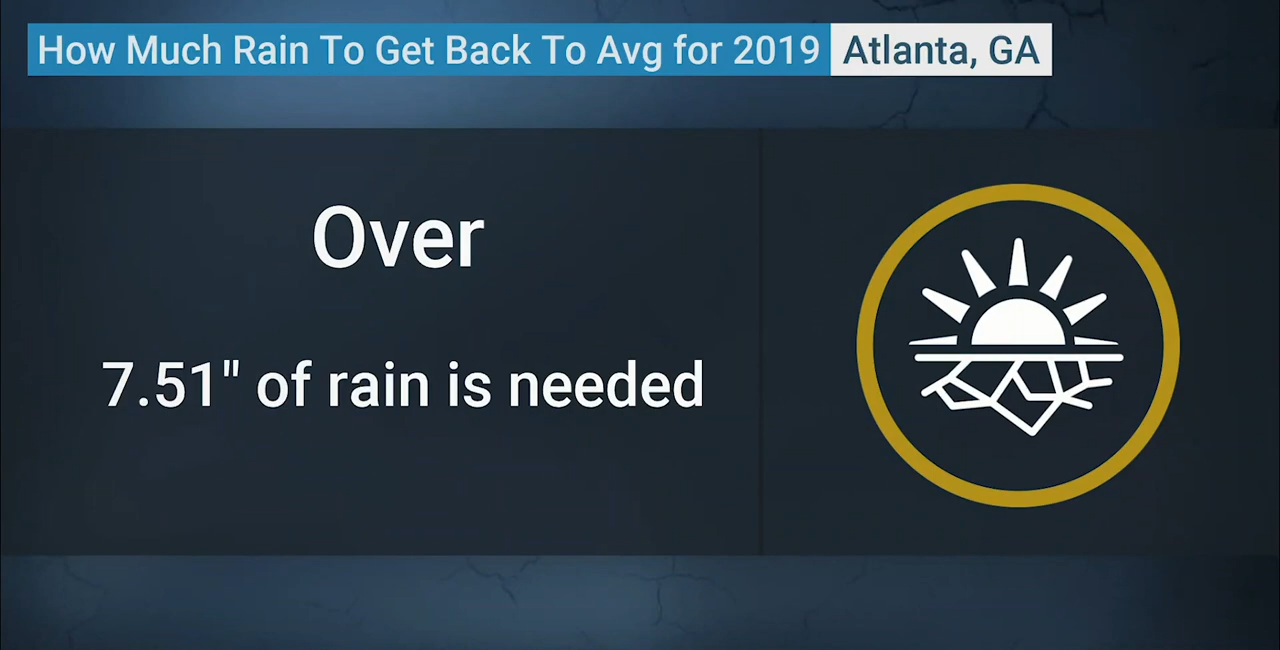 How Much Rain To Get Back To Avg for 2019 Atlanta, GA
Over
7.51" of rain is needed